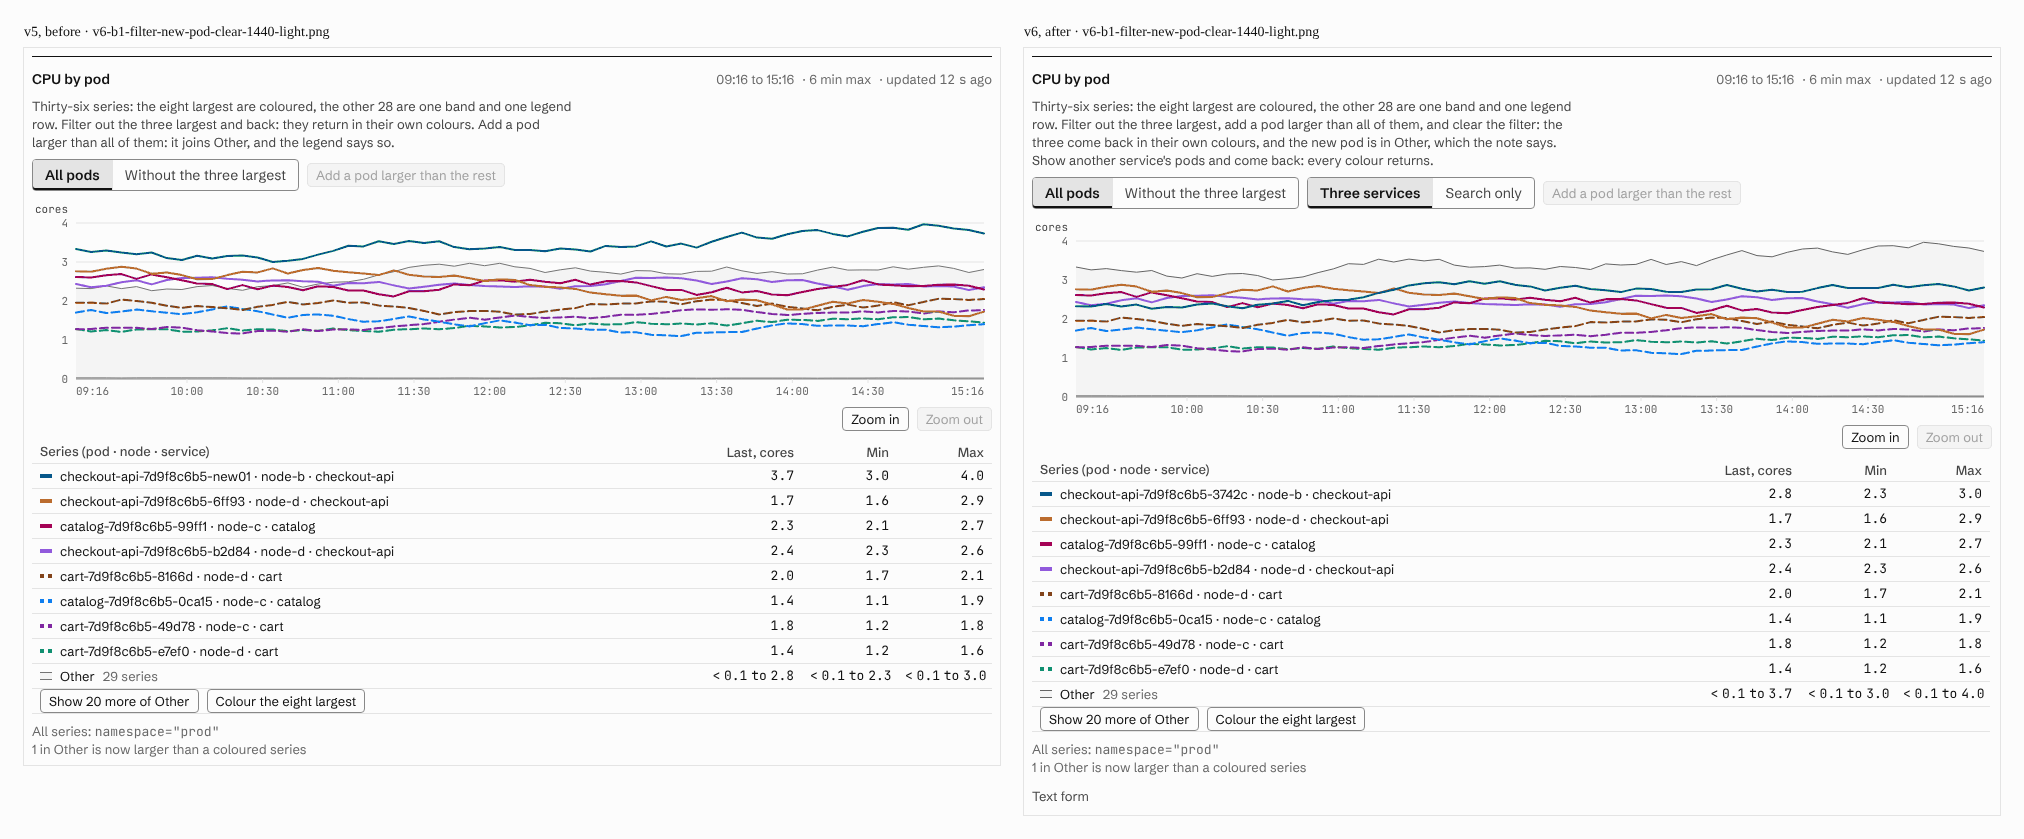 v5, before · v6-b1-filter-new-pod-clear-1440-light.png
CPU by pod
09:16 to 15:16 · 6 min max · updated 12 s ago
Thirty-six series: the eight largest are coloured, the other 28 are one band and one legend
row. Filter out the three largest and back: they return in their own colours. Add a pod
larger than all of them: it joins Other, and the legend says so.
All pods Without the three largest Add a pod larger than the rest
cores
4
3
2
1
0
09:16 10:00 10:30 11:00 11:30 12:00 12:30 13:00 13:30 14:00 14:30 15:16
Zoom in Zoom out
Series (pod · node · service) Last, cores Min Max
checkout-api-7d9f8c6b5-new01 · node-b · checkout-api 3.7 3.0 4.0
checkout-api-7d9f8c6b5-6ff93 · node-d · checkout-api 1.7 1.6 2.9
catalog-7d9f8c6b5-99ff1 · node-c · catalog 2.3 2.1 2.7
checkout-api-7d9f8c6b5-b2d84 · node-d · checkout-api 2.4 2.3 2.6
cart-7d9f8c6b5-8166d · node-d · cart 2.0 1.7 2.1
catalog-7d9f8c6b5-0ca15 · node-c · catalog 1.4 1.1 1.9
cart-7d9f8c6b5-49d78 · node-c · cart 1.8 1.2 1.8
cart-7d9f8c6b5-e7ef0 · node-d · cart 1.4 1.2 1.6
Other 29 series < 0.1 to 2.8 < 0.1 to 2.3 < 0.1 to 3.0
Show 20 more of Other Colour the eight largest
All series: namespace="prod"
1 in Other is now larger than a coloured series
v6, after · v6-b1-filter-new-pod-clear-1440-light.png
CPU by pod
09:16 to 15:16 · 6 min max · updated 12 s ago
Thirty-six series: the eight largest are coloured, the other 28 are one band and one legend
row. Filter out the three largest, add a pod larger than all of them, and clear the filter: the
three come back in their own colours, and the new pod is in Other, which the note says.
Show another service's pods and come back: every colour returns.
All pods Without the three largest Three services Search only Add a pod larger than the rest
cores
4
3
2
1
0
09:16 10:00 10:30 11:00 11:30 12:00 12:30 13:00 13:30 14:00 14:30 15:16
Zoom in Zoom out
Series (pod · node · service) Last, cores Min Max
checkout-api-7d9f8c6b5-3742c · node-b · checkout-api 2.8 2.3 3.0
checkout-api-7d9f8c6b5-6ff93 · node-d · checkout-api 1.7 1.6 2.9
catalog-7d9f8c6b5-99ff1 · node-c · catalog 2.3 2.1 2.7
checkout-api-7d9f8c6b5-b2d84 · node-d · checkout-api 2.4 2.3 2.6
cart-7d9f8c6b5-8166d · node-d · cart 2.0 1.7 2.1
catalog-7d9f8c6b5-0ca15 · node-c · catalog 1.4 1.1 1.9
cart-7d9f8c6b5-49d78 · node-c · cart 1.8 1.2 1.8
cart-7d9f8c6b5-e7ef0 · node-d · cart 1.4 1.2 1.6
Other 29 series < 0.1 to 3.7 < 0.1 to 3.0 < 0.1 to 4.0
Show 20 more of Other Colour the eight largest
All series: namespace="prod"
1 in Other is now larger than a coloured series
Text form